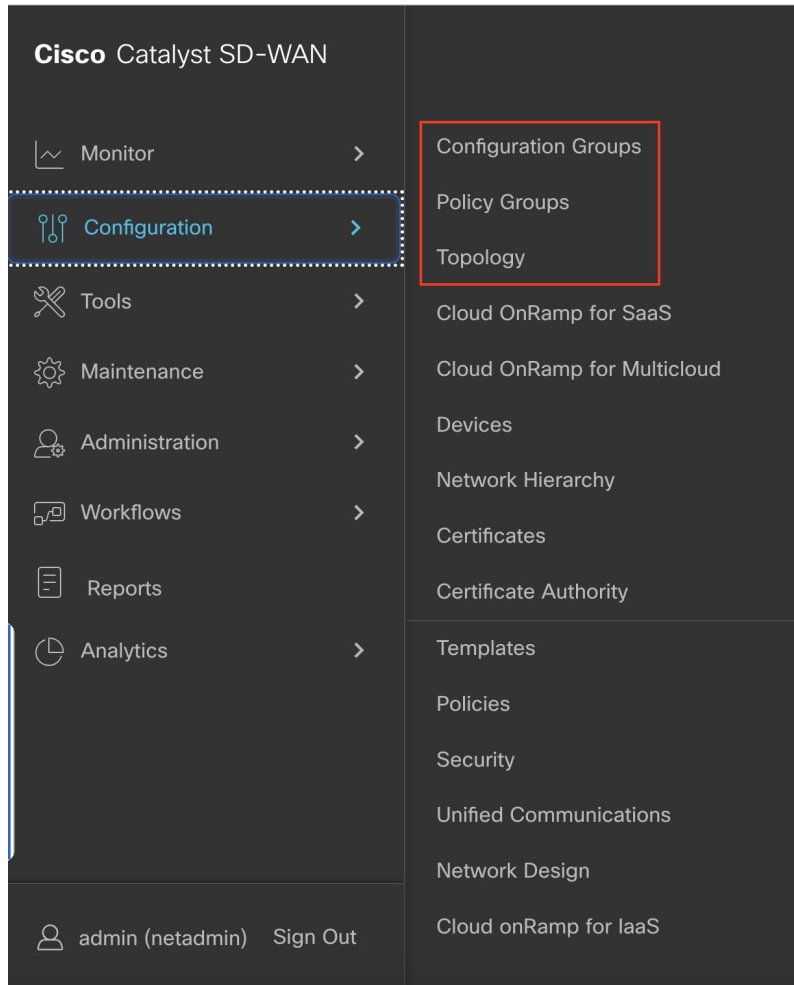 Cisco Catalyst SD-WAN
Monitor
Configuration
Tools
Maintenance
Administration
Workflows
Reports
Analytics
admin (netadmin) Sign Out
Configuration Groups
Policy Groups
Topology
Cloud OnRamp for SaaS
Cloud OnRamp for Multicloud
Devices
Network Hierarchy
Certificates
Certificate Authority
Templates
Policies
Security
Unified Communications
Network Design
Cloud onRamp for IaaS